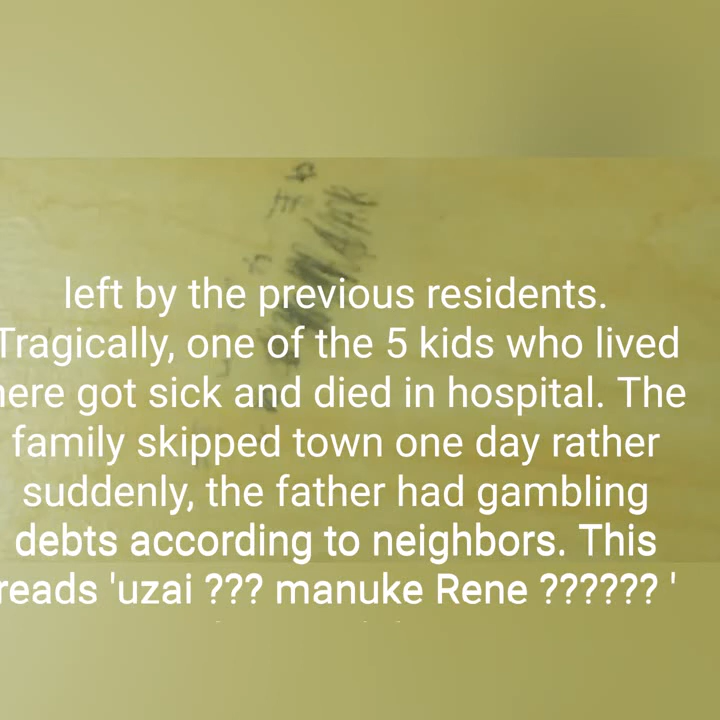 left by the previous residents.
Tragically, one of the 5 kids who lived
here got sick and died in hospital. The
family skipped town one day rather
suddenly, the father had gambling
debts according to neighbors. This
reads 'uzai ??? manuke Rene ?????? '